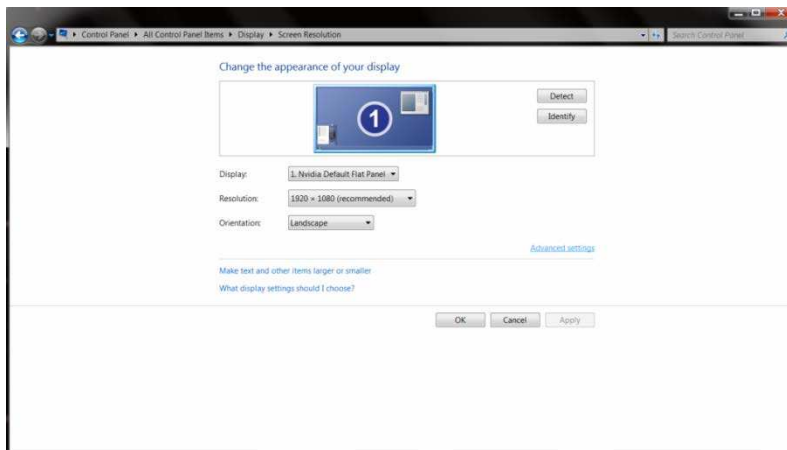 Control Panel ▸ All Control Panel Items ▸ Display ▸ Screen Resolution
Search Control Panel
Change the appearance of your display
1
Detect
Identify
Display: 1. Nvidia Default Flat Panel
Resolution: 1920 × 1080 (recommended)
Orientation: Landscape
Advanced settings
Make text and other items larger or smaller
What display settings should I choose?
OK Cancel Apply